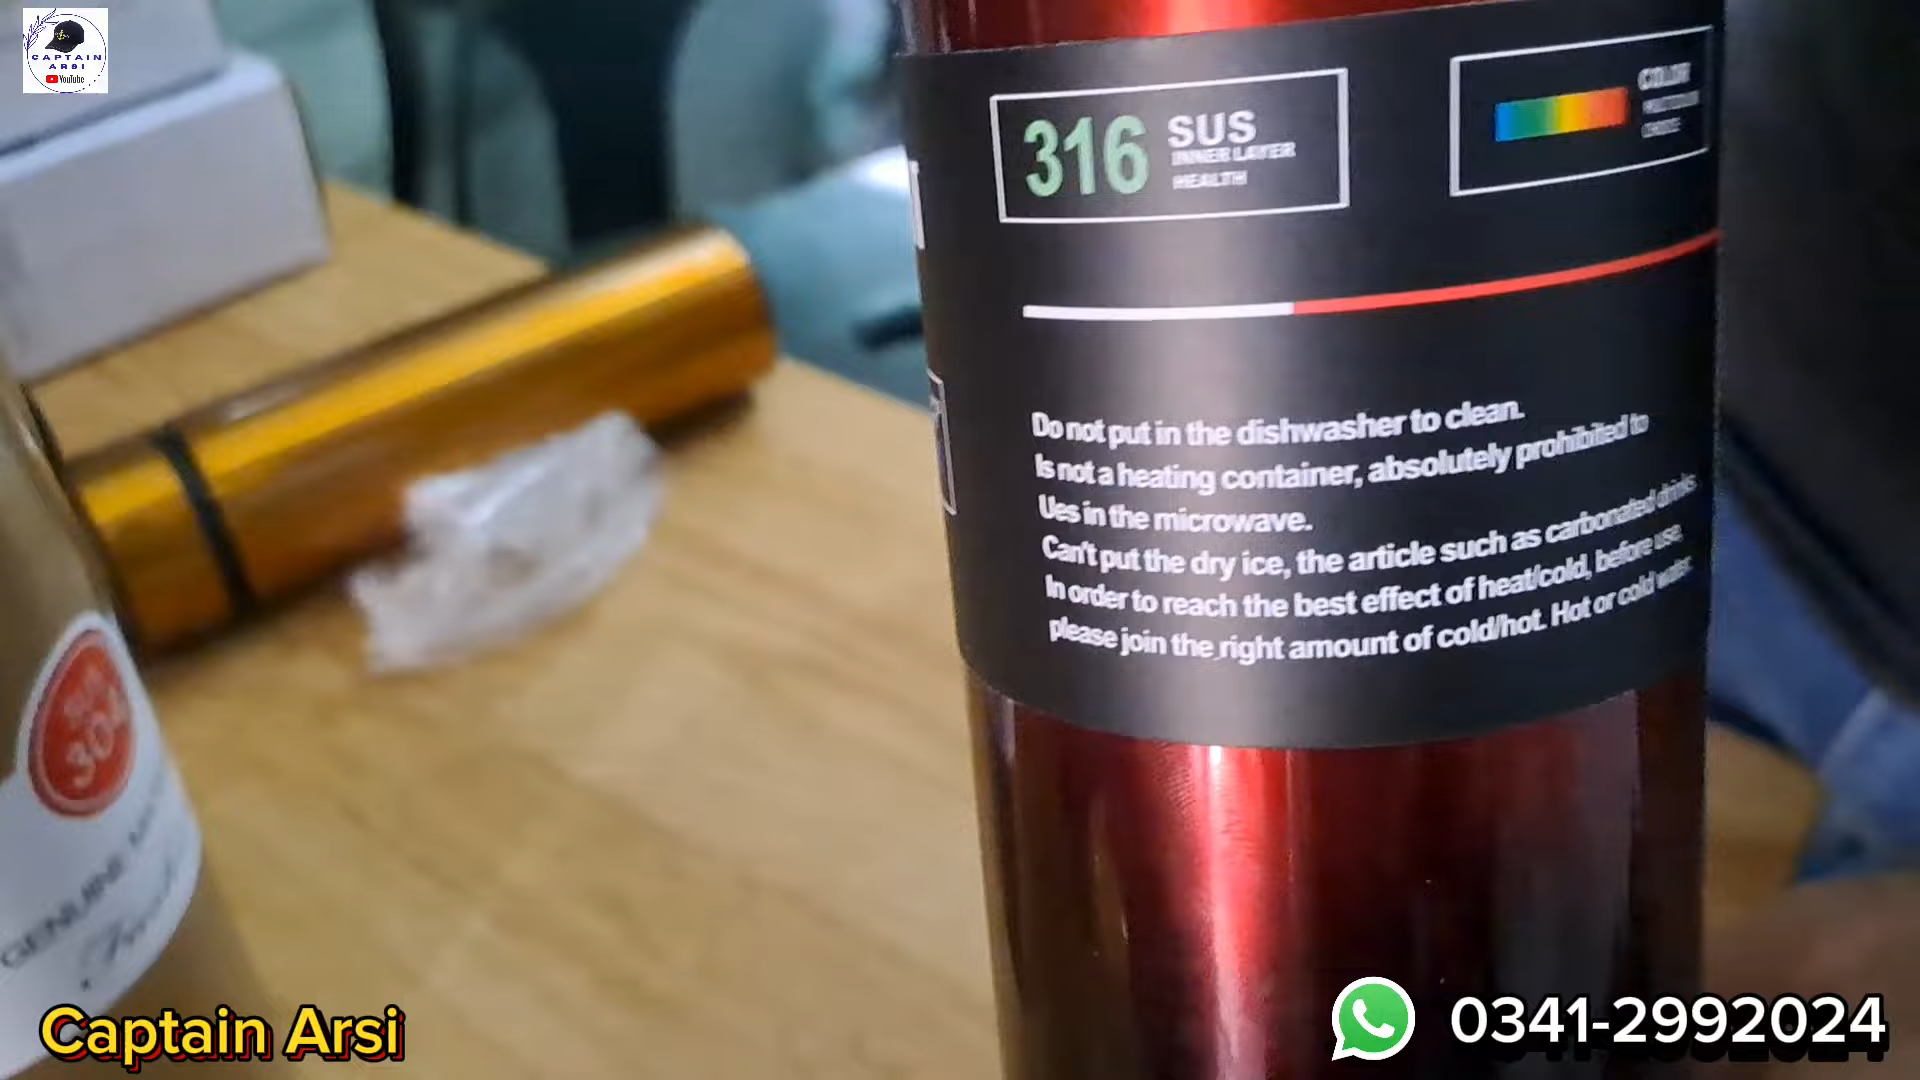 CAPTAIN
ARSI
YouTube
316
SUS
INNER LAYER
HEALTH
COLOR
Do not put in the dishwasher to clean.
Is not a heating container, absolutely prohibited to
Ues in the microwave.
Can't put the dry ice, the article such as carbonated drinks
In order to reach the best effect of heat/cold, before use,
please join the right amount of cold/hot. Hot or cold water.
304
GENUINE
Captain Arsi
0341-2992024